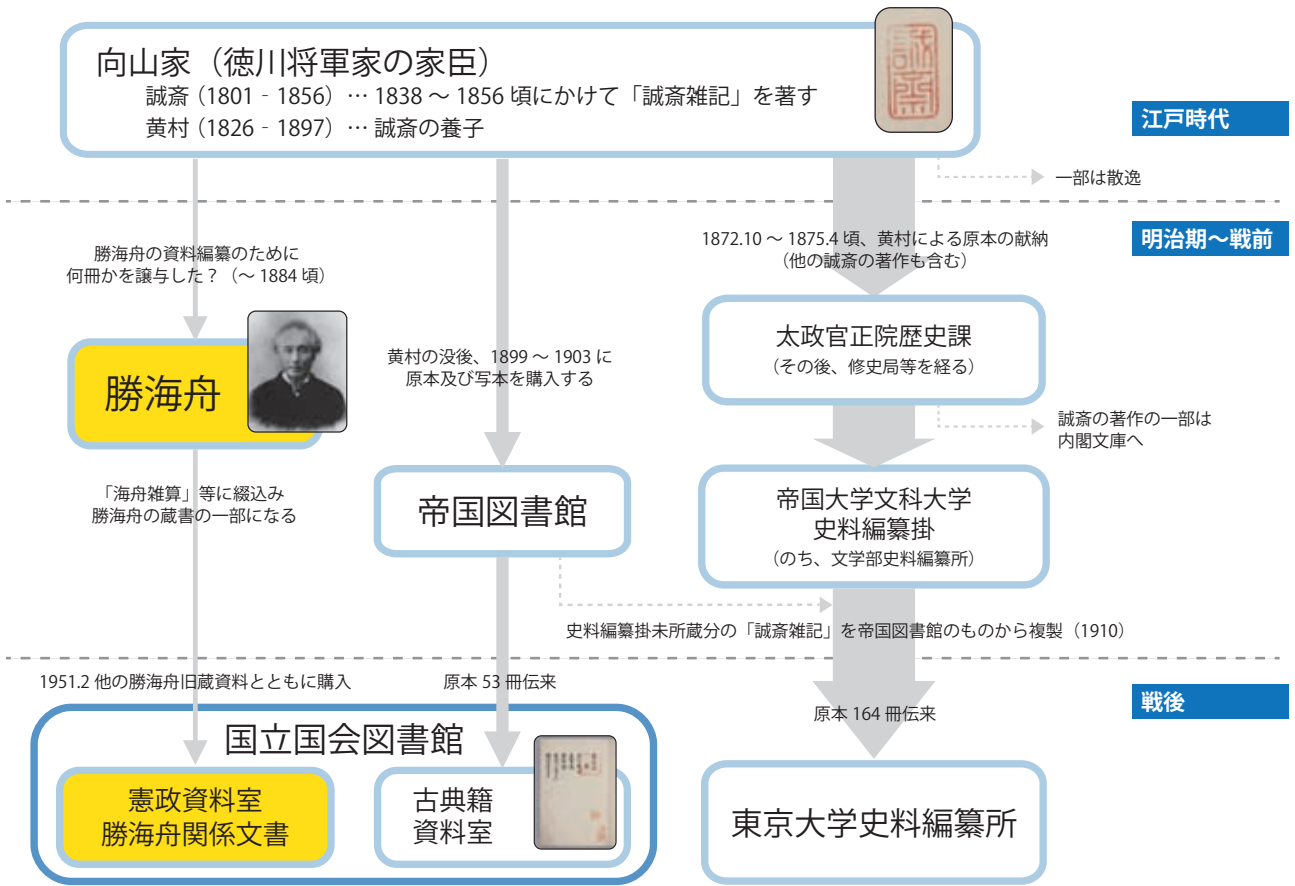 向山家（徳川将軍家の家臣）
誠斎（1801 - 1856）… 1838 ～ 1856 頃にかけて「誠斎雑記」を著す
黄村（1826 - 1897）… 誠斎の養子
誠斎
江戸時代
一部は散逸
明治期～戦前
勝海舟の資料編纂のために
何冊かを譲与した？（～ 1884 頃）
1872.10 ～ 1875.4 頃、黄村による原本の献納
（他の誠斎の著作も含む）
勝海舟
黄村の没後、1899 ～ 1903 に
原本及び写本を購入する
太政官正院歴史課
（その後、修史局等を経る）
誠斎の著作の一部は
内閣文庫へ
「海舟雑算」等に綴込み
勝海舟の蔵書の一部になる
帝国図書館
帝国大学文科大学
史料編纂掛
（のち、文学部史料編纂所）
史料編纂掛未所蔵分の「誠斎雑記」を帝国図書館のものから複製（1910）
戦後
1951.2 他の勝海舟旧蔵資料とともに購入
原本 53 冊伝来
原本 164 冊伝来
国立国会図書館
憲政資料室
勝海舟関係文書
古典籍
資料室
東京大学史料編纂所